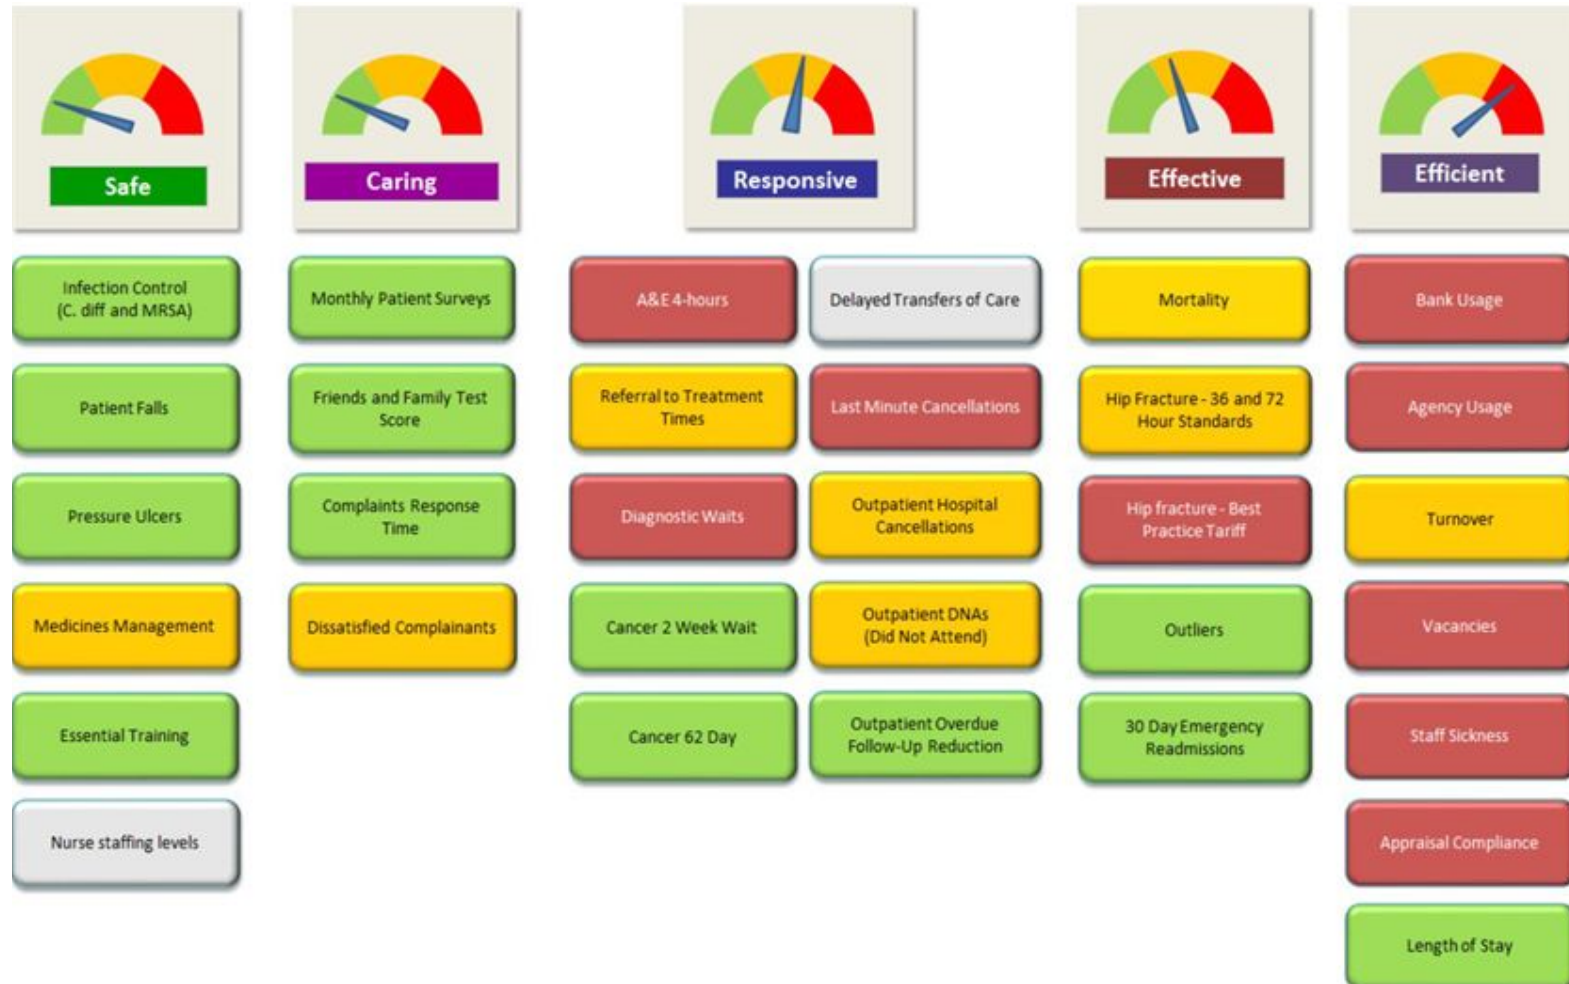 Safe
Caring
Responsive
Effective
Efficient
Infection Control
(C. diff and MRSA)
Patient Falls
Pressure Ulcers
Medicines Management
Essential Training
Nurse staffing levels
Monthly Patient Surveys
Friends and Family Test
Score
Complaints Response
Time
Dissatisfied Complainants
A&E 4-hours
Referral to Treatment
Times
Diagnostic Waits
Cancer 2 Week Wait
Cancer 62 Day
Delayed Transfers of Care
Last Minute Cancellations
Outpatient Hospital
Cancellations
Outpatient DNAs
(Did Not Attend)
Outpatient Overdue
Follow-Up Reduction
Mortality
Hip Fracture - 36 and 72
Hour Standards
Hip fracture - Best
Practice Tariff
Outliers
30 Day Emergency
Readmissions
Bank Usage
Agency Usage
Turnover
Vacancies
Staff Sickness
Appraisal Compliance
Length of Stay